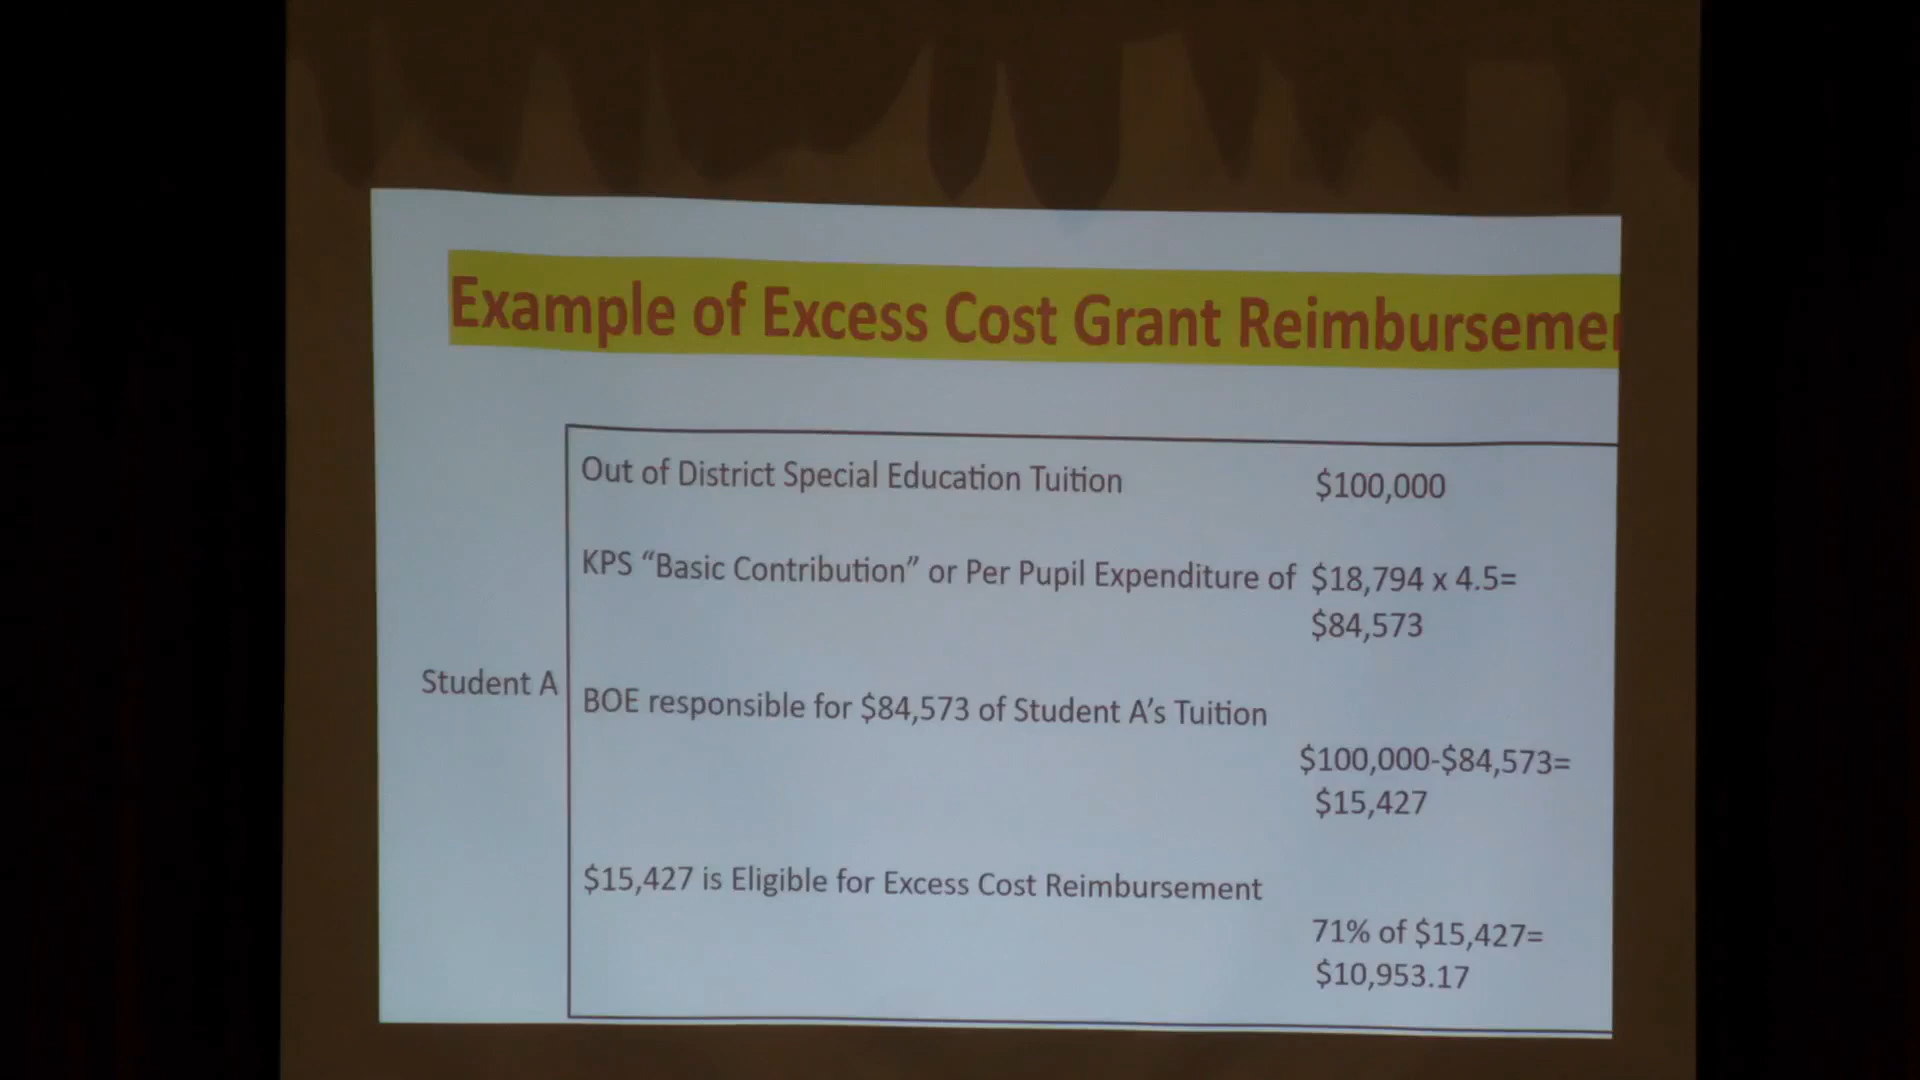 Example of Excess Cost Grant Reimburseme
Out of District Special Education Tuition $100,000
KPS “Basic Contribution” or Per Pupil Expenditure of $18,794 x 4.5=
$84,573
Student A
BOE responsible for $84,573 of Student A’s Tuition
$100,000-$84,573=
$15,427
$15,427 is Eligible for Excess Cost Reimbursement
71% of $15,427=
$10,953.17